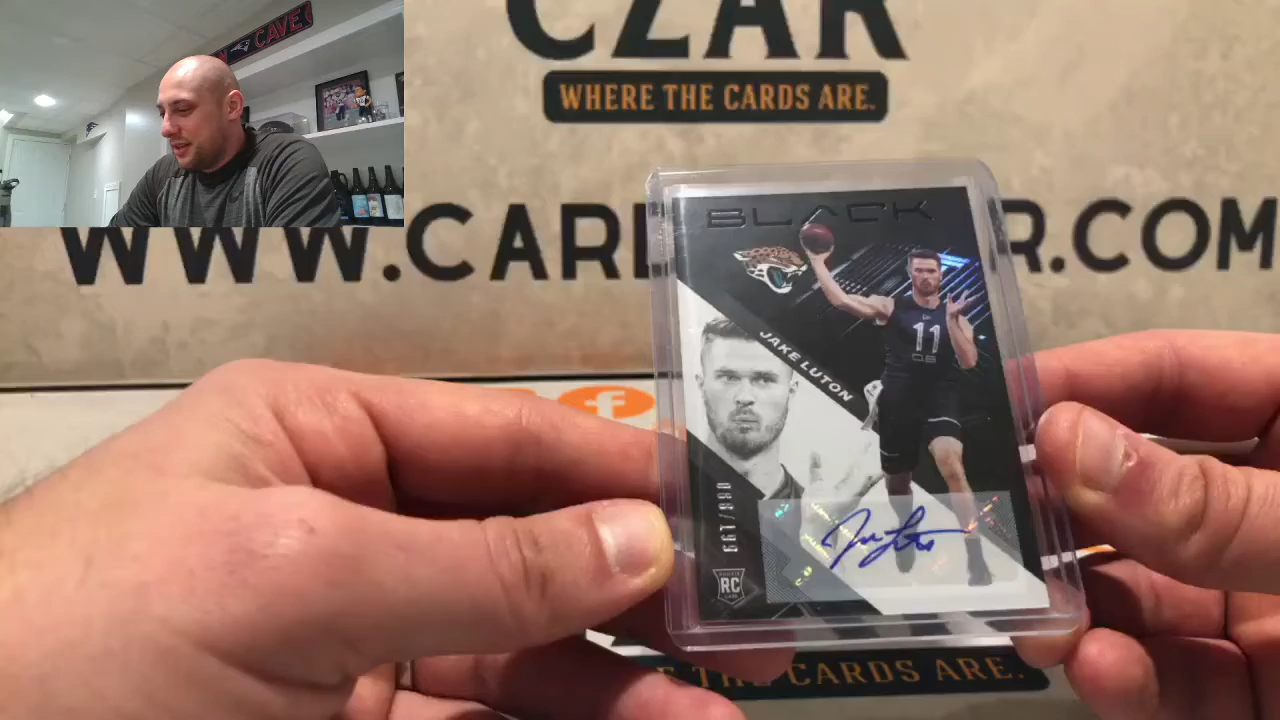 CAVE
CZAR
WHERE THE CARDS ARE.
WWW.CAR R.COM
BLACK
11
QB
JAKE LUTON
RC
f
THE CARDS ARE.